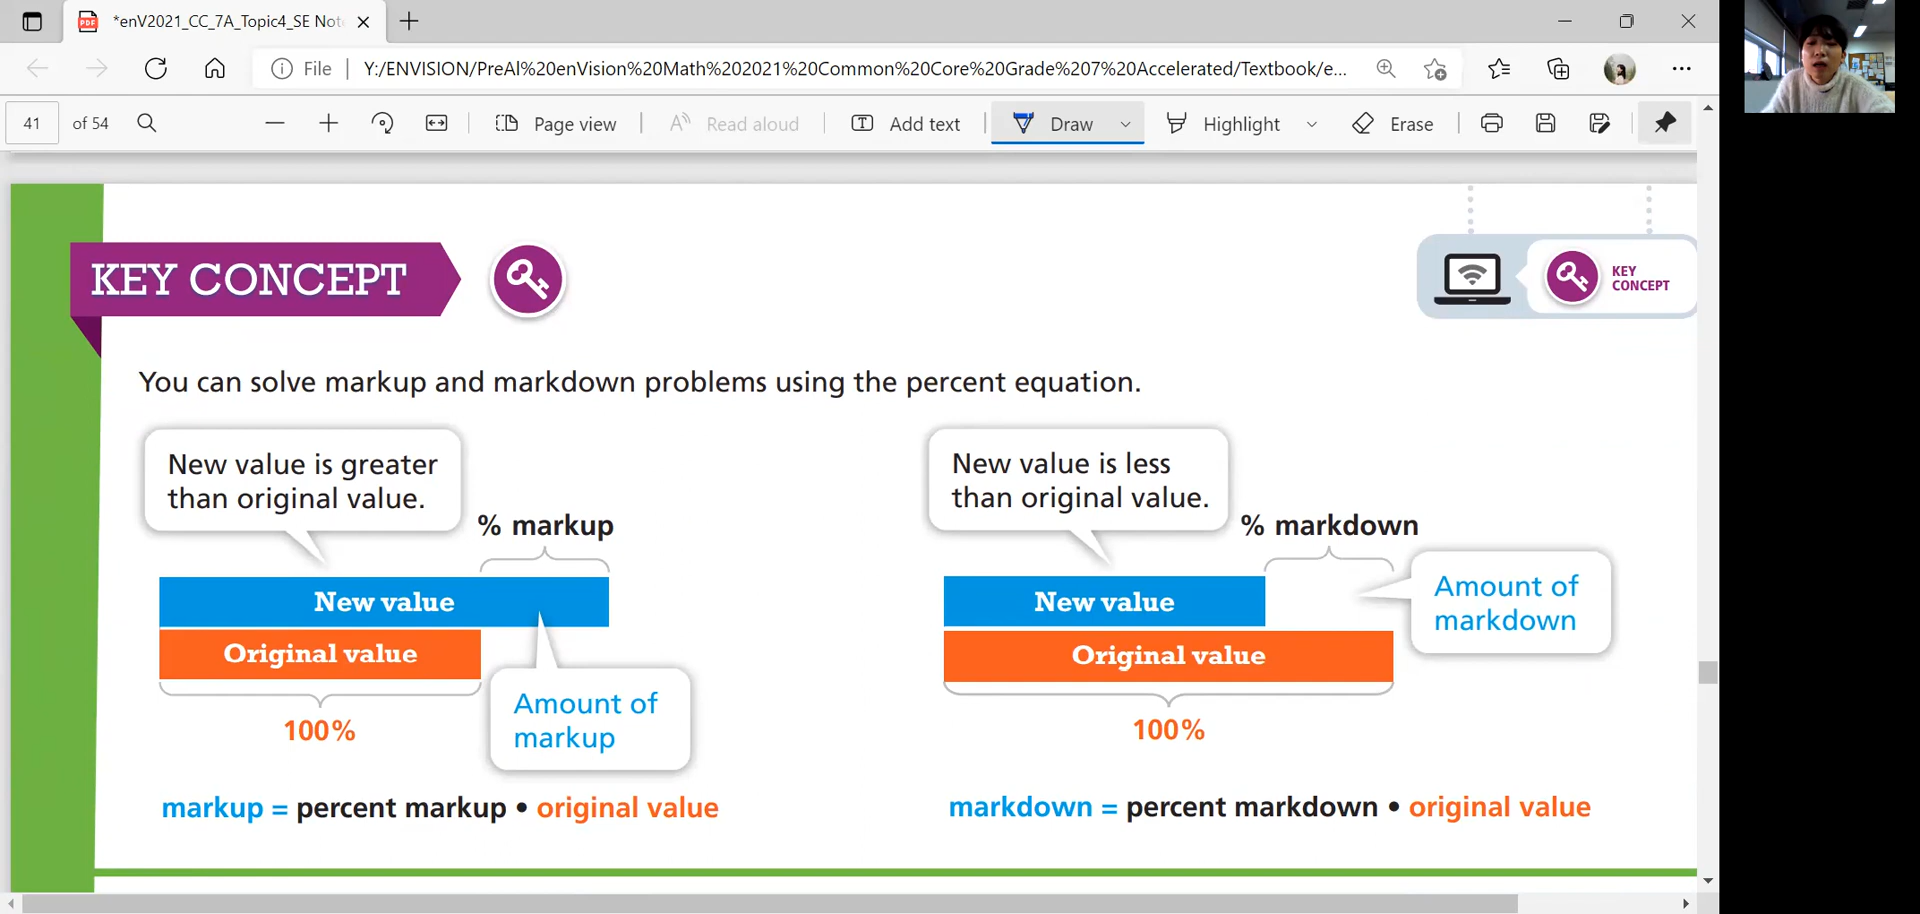 *enV2021_CC_7A_Topic4_SE Not
File
Y:/ENVISION/PreAl%20enVision%20Math%202021%20Common%20Core%20Grade%207%20Accelerated/Textbook/e...
41 of 54
Page view
Read aloud
Add text
Draw
Highlight
Erase
KEY CONCEPT
KEY
CONCEPT
You can solve markup and markdown problems using the percent equation.
New value is greater
than original value.
% markup
New value
Original value
100%
Amount of
markup
markup = percent markup • original value
New value is less
than original value.
% markdown
Amount of
markdown
New value
Original value
100%
markdown = percent markdown • original value